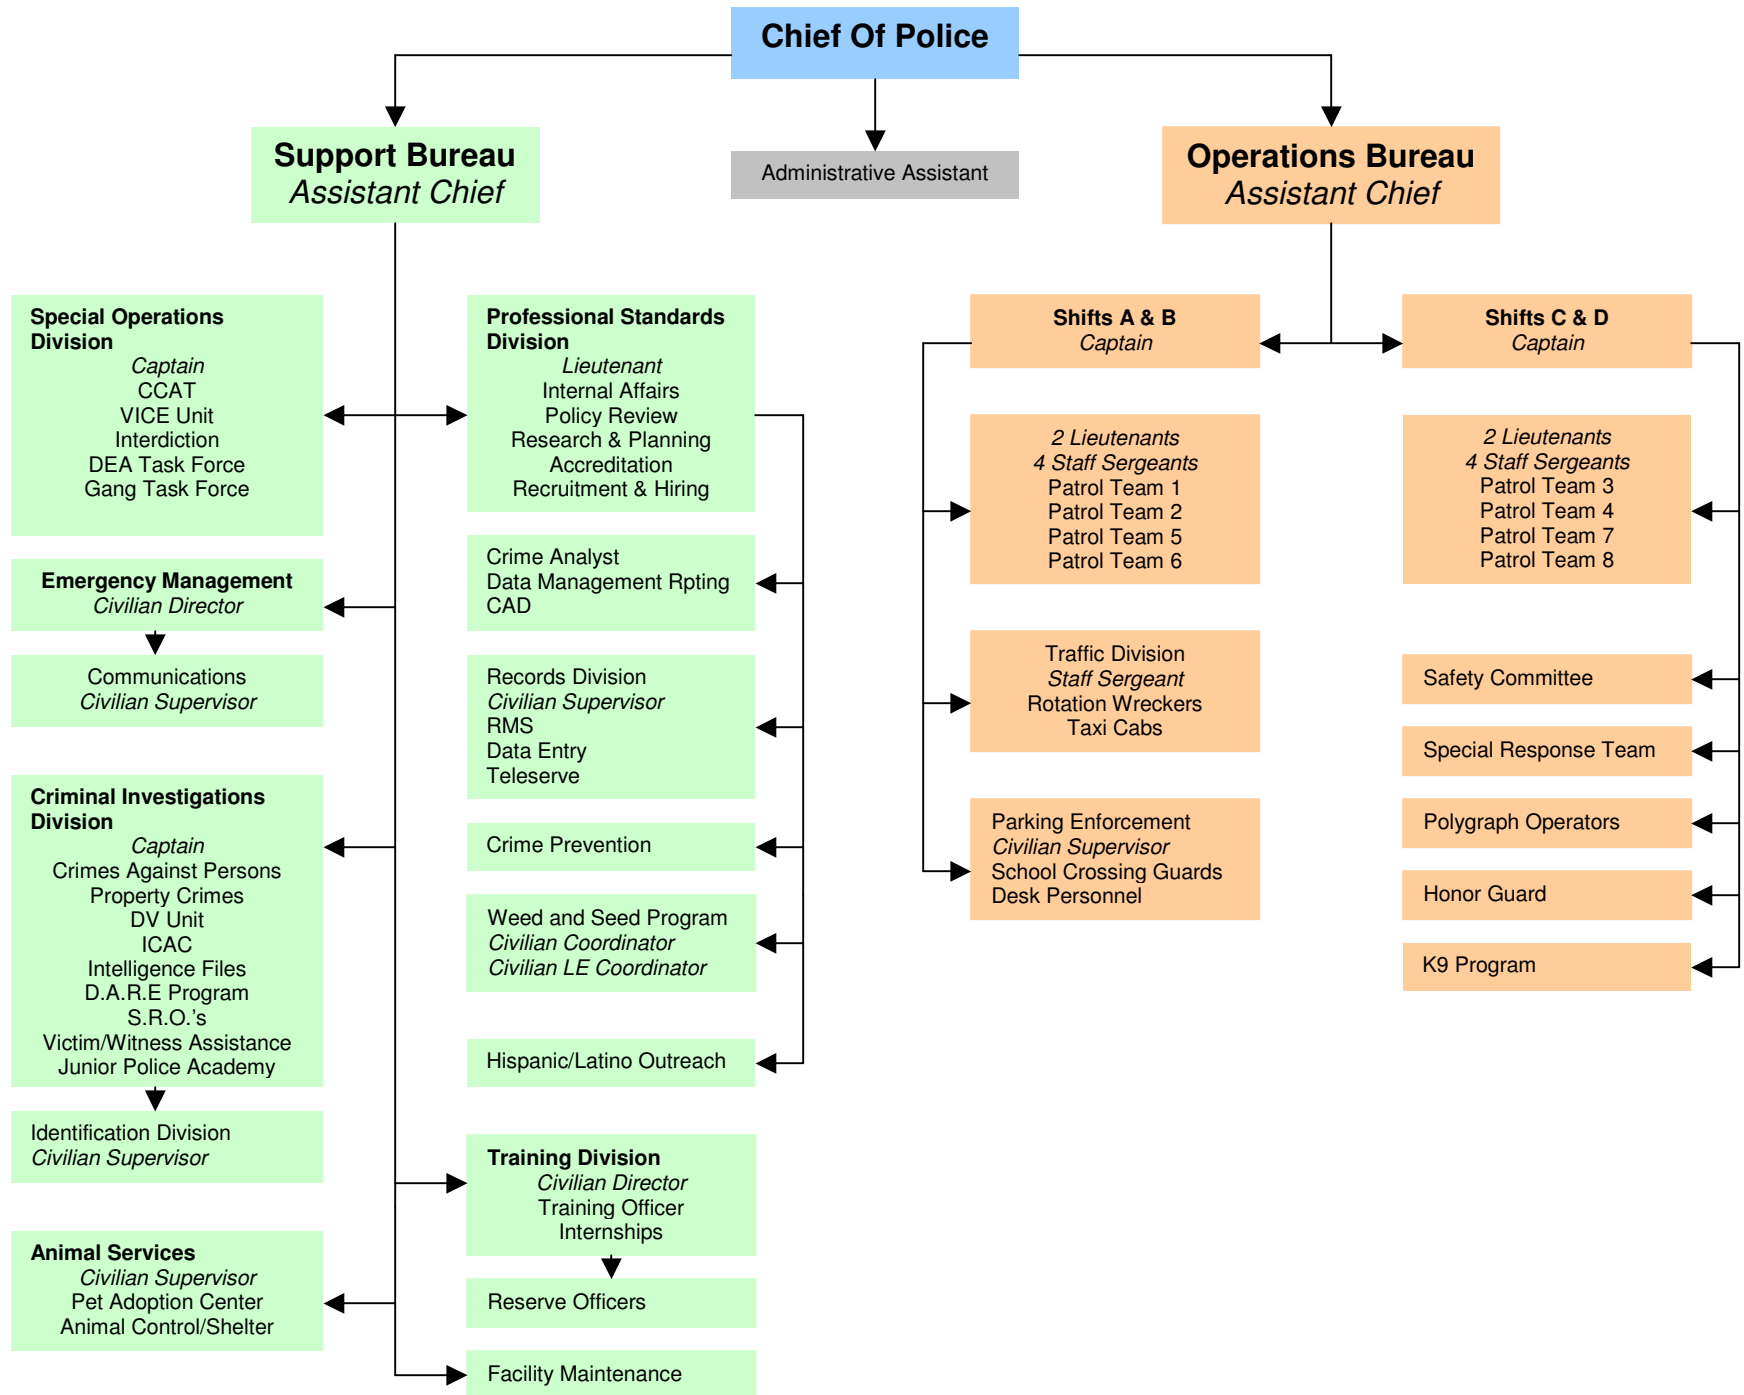 Chief Of Police
Administrative Assistant
Support Bureau
Assistant Chief
Special Operations
Division
Captain
CCAT
VICE Unit
Interdiction
DEA Task Force
Gang Task Force
Emergency Management
Civilian Director
Communications
Civilian Supervisor
Criminal Investigations
Division
Captain
Crimes Against Persons
Property Crimes
DV Unit
ICAC
Intelligence Files
D.A.R.E Program
S.R.O.’s
Victim/Witness Assistance
Junior Police Academy
Identification Division
Civilian Supervisor
Animal Services
Civilian Supervisor
Pet Adoption Center
Animal Control/Shelter
Professional Standards
Division
Lieutenant
Internal Affairs
Policy Review
Research & Planning
Accreditation
Recruitment & Hiring
Crime Analyst
Data Management Rpting
CAD
Records Division
Civilian Supervisor
RMS
Data Entry
Teleserve
Crime Prevention
Weed and Seed Program
Civilian Coordinator
Civilian LE Coordinator
Hispanic/Latino Outreach
Training Division
Civilian Director
Training Officer
Internships
Reserve Officers
Facility Maintenance
Operations Bureau
Assistant Chief
Shifts A & B
Captain
2 Lieutenants
4 Staff Sergeants
Patrol Team 1
Patrol Team 2
Patrol Team 5
Patrol Team 6
Traffic Division
Staff Sergeant
Rotation Wreckers
Taxi Cabs
Parking Enforcement
Civilian Supervisor
School Crossing Guards
Desk Personnel
Shifts C & D
Captain
2 Lieutenants
4 Staff Sergeants
Patrol Team 3
Patrol Team 4
Patrol Team 7
Patrol Team 8
Safety Committee
Special Response Team
Polygraph Operators
Honor Guard
K9 Program